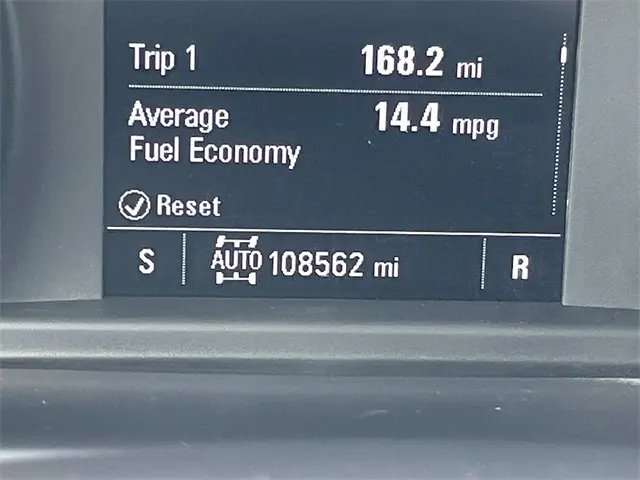 Trip 1 168.2 mi
Average 14.4 mpg
Fuel Economy
Reset
S AUTO 108562 mi R